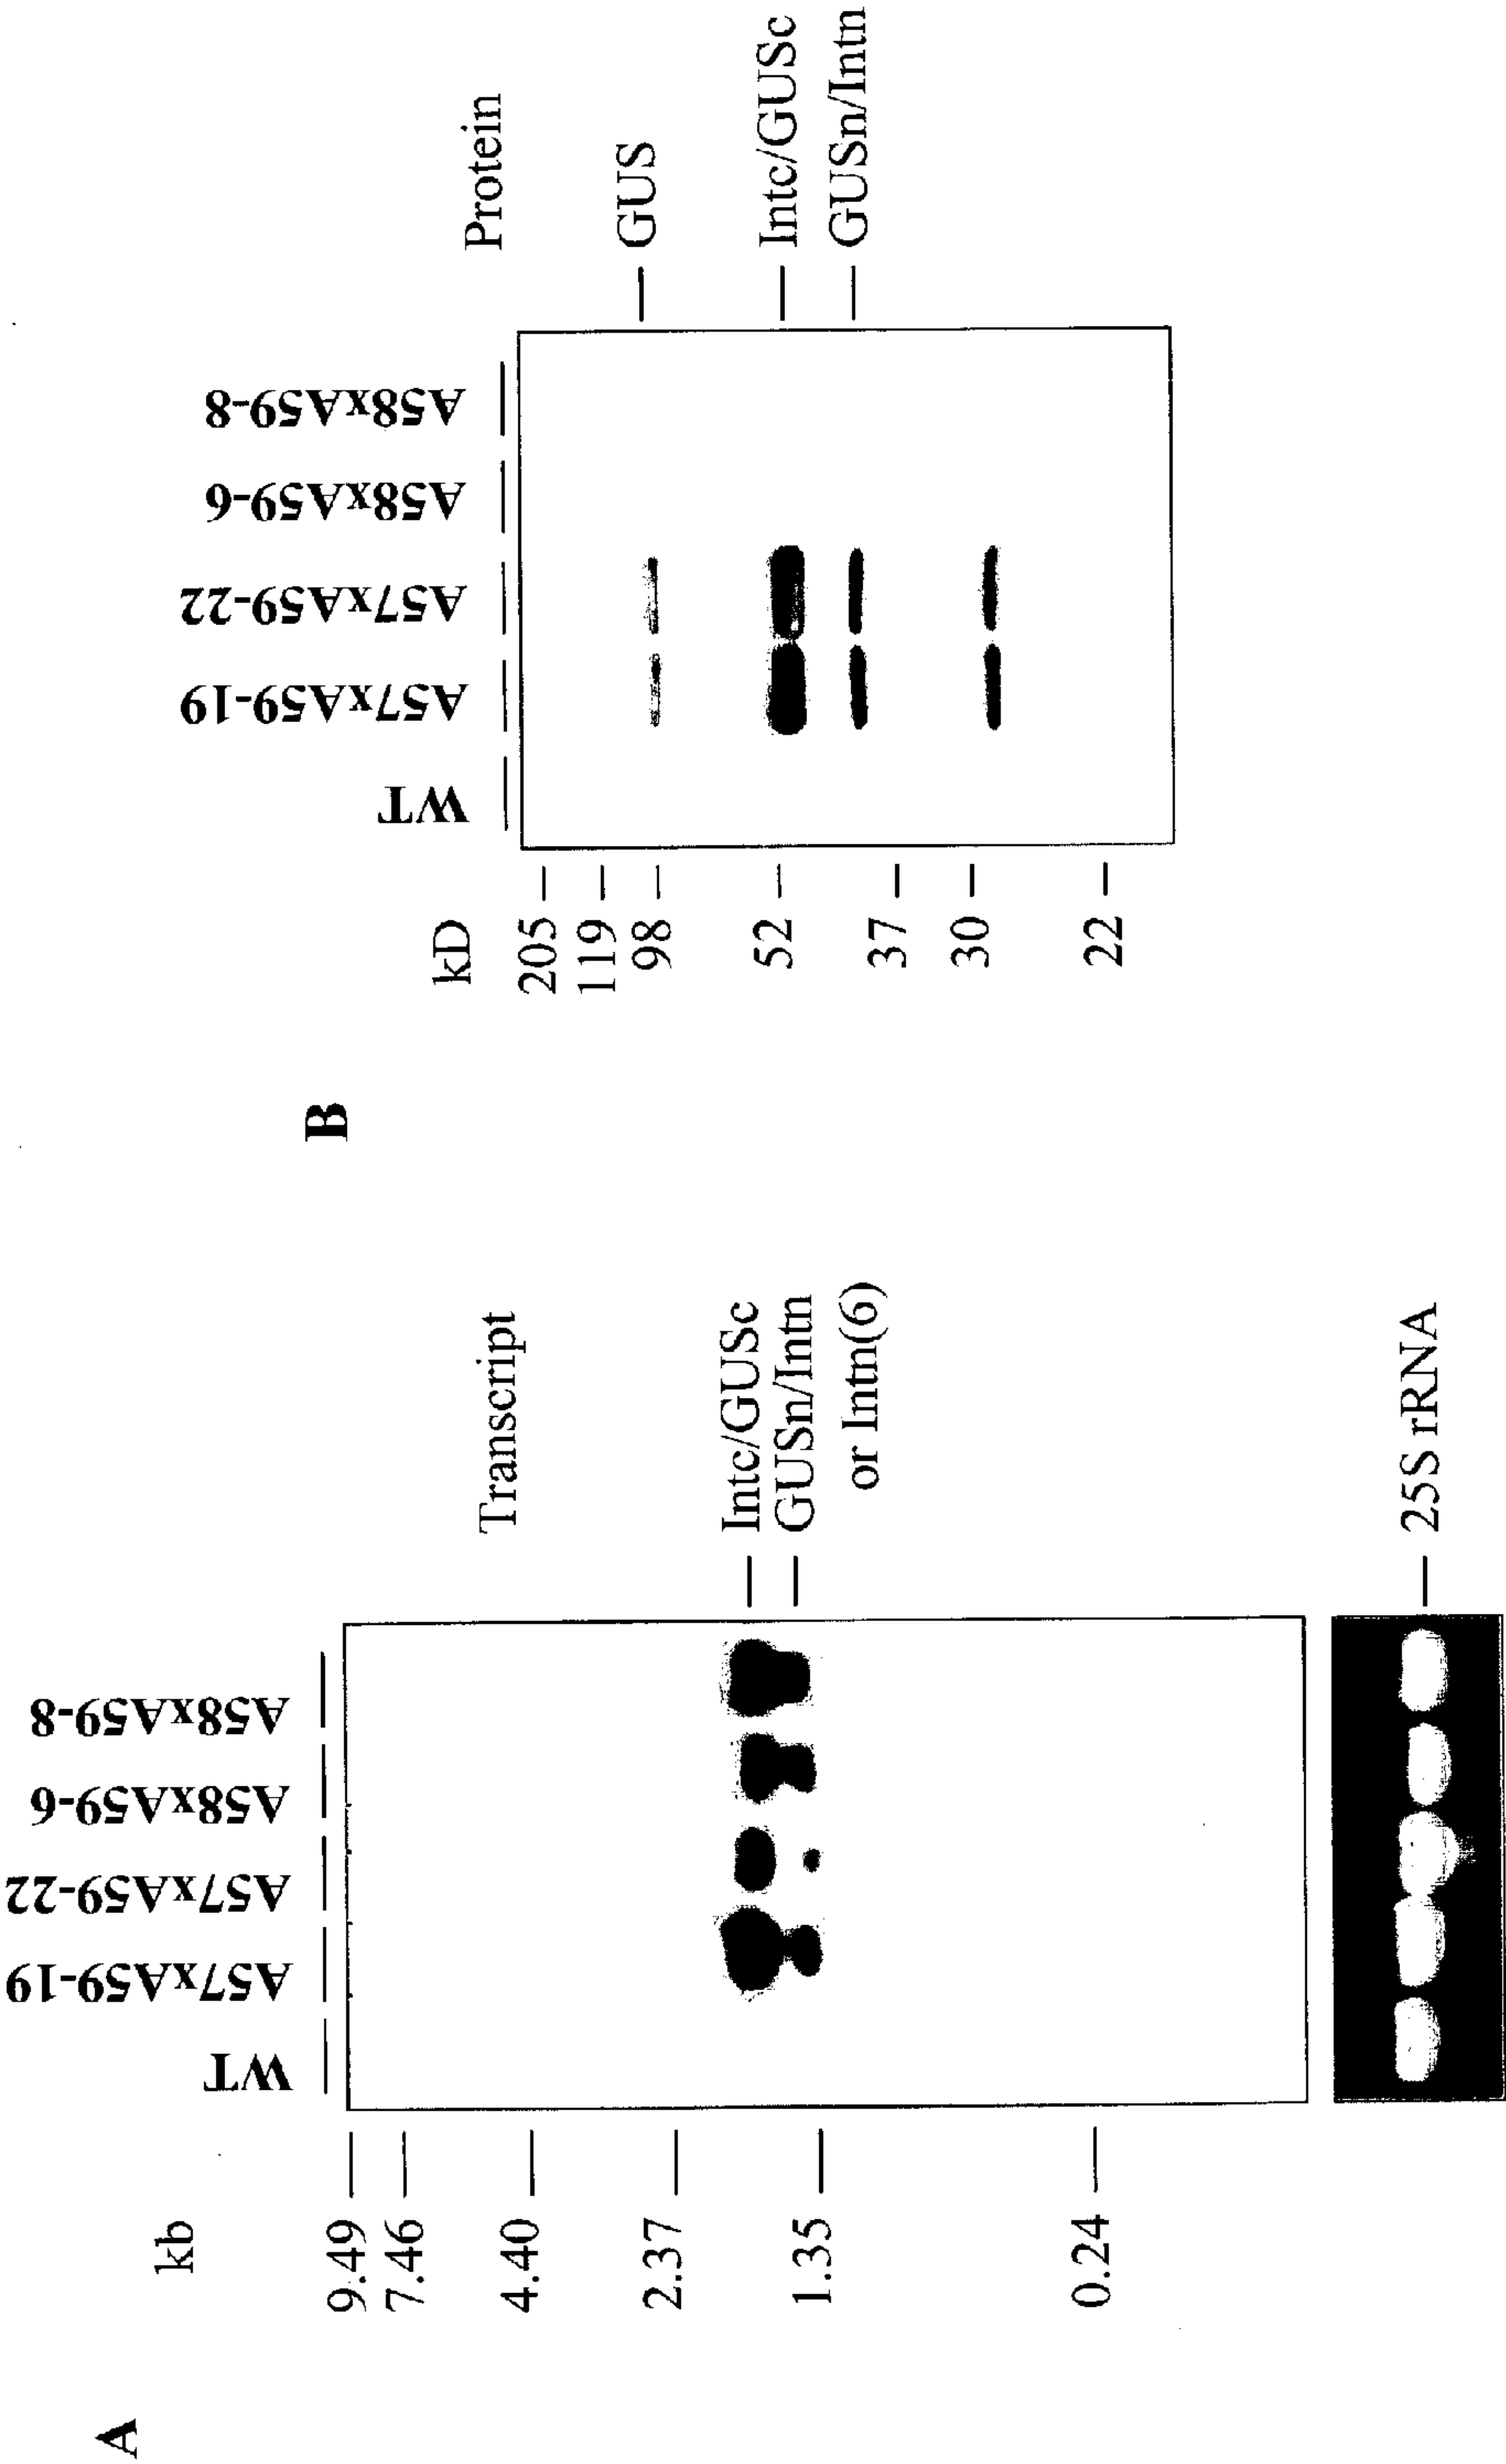 A
kb
9.49
7.46
4.40
2.37
1.35
0.24
WT
A57xA59-19
A57xA59-22
A58xA59-6
A58xA59-8
Transcript
Intc/GUSc
GUSn/Intn
or Intn(6)
25S rRNA
B
kD
205
119
98
52
37
30
22
WT
A57xA59-19
A57xA59-22
A58xA59-6
A58xA59-8
Protein
GUS
Intc/GUSc
GUSn/Intn